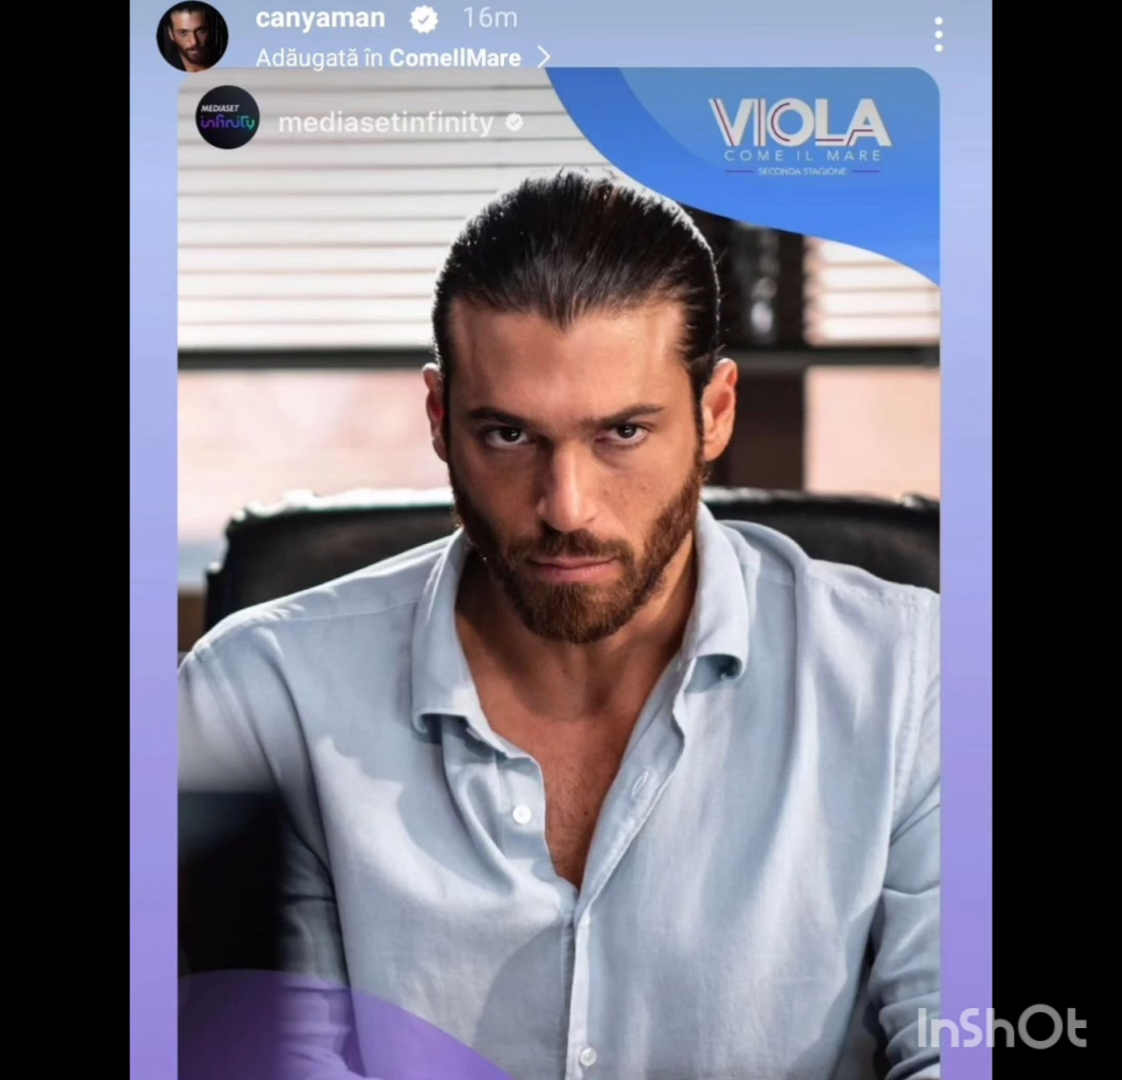 canyaman 16m
Adăugată în ComeIlMare
MEDIASET
infinity
mediasetinfinity
VIOLA
COME IL MARE
SECONDA STAGIONE
InShOt